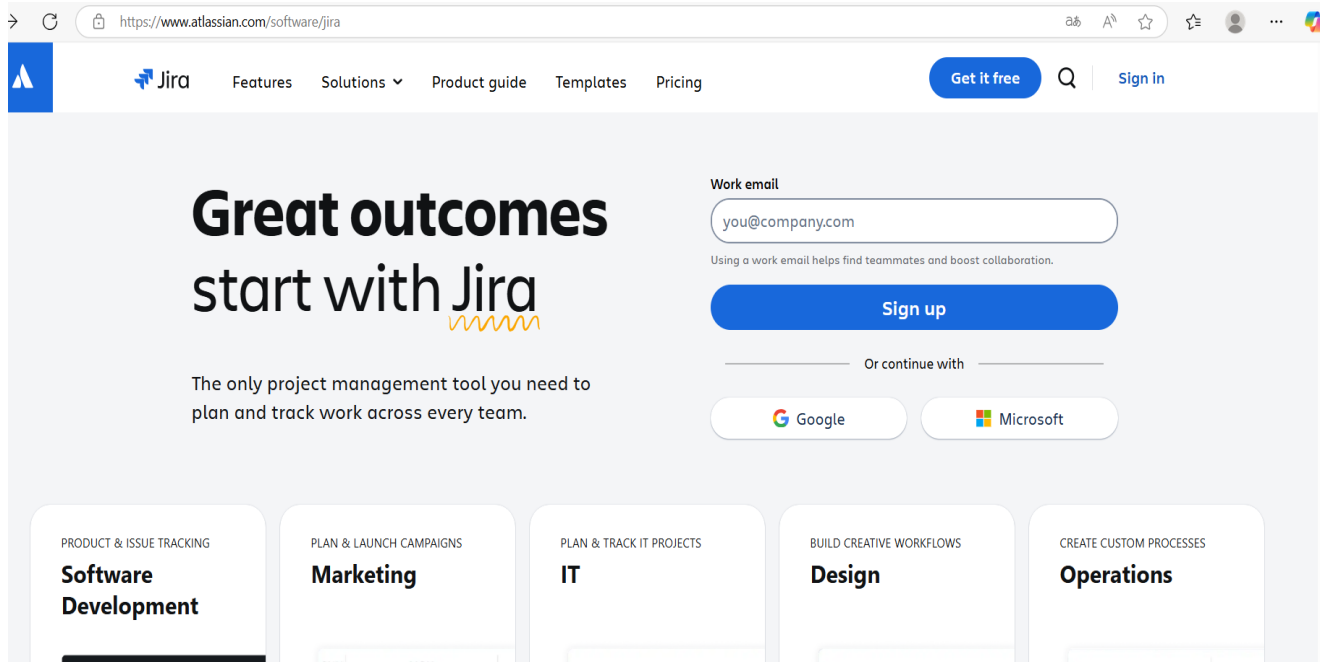 https://www.atlassian.com/software/jira
Jira
Features
Solutions
Product guide
Templates
Pricing
Get it free
Sign in
Great outcomes
start with Jira
The only project management tool you need to
plan and track work across every team.
Work email
you@company.com
Using a work email helps find teammates and boost collaboration.
Sign up
Or continue with
Google
Microsoft
PRODUCT & ISSUE TRACKING
Software
Development
PLAN & LAUNCH CAMPAIGNS
Marketing
PLAN & TRACK IT PROJECTS
IT
BUILD CREATIVE WORKFLOWS
Design
CREATE CUSTOM PROCESSES
Operations